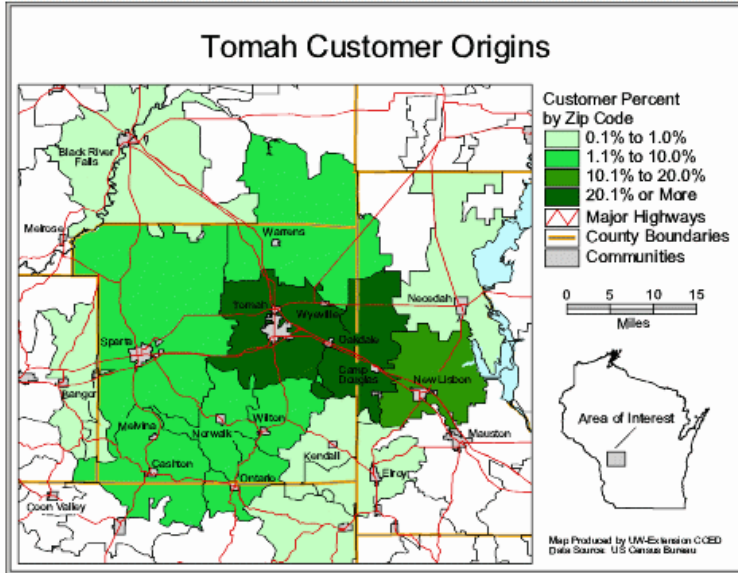 Tomah Customer Origins
Customer Percent
by Zip Code
0.1% to 1.0%
1.1% to 10.0%
10.1% to 20.0%
20.1% or More
Major Highways
County Boundaries
Communities
0 5 10 15
Miles
Area of Interest
Map Produced by UW-Extension CCED
Data Source: US Census Bureau
Black River
Falls
Melrose
Warrens
Tomah
Wyeville
Necedah
Sparta
Oakdale
Camp
Douglas
New Lisbon
Bangor
Melvina
Norwalk
Wilton
Mauston
Kendall
Elroy
Cashton
Ontario
Coon Valley